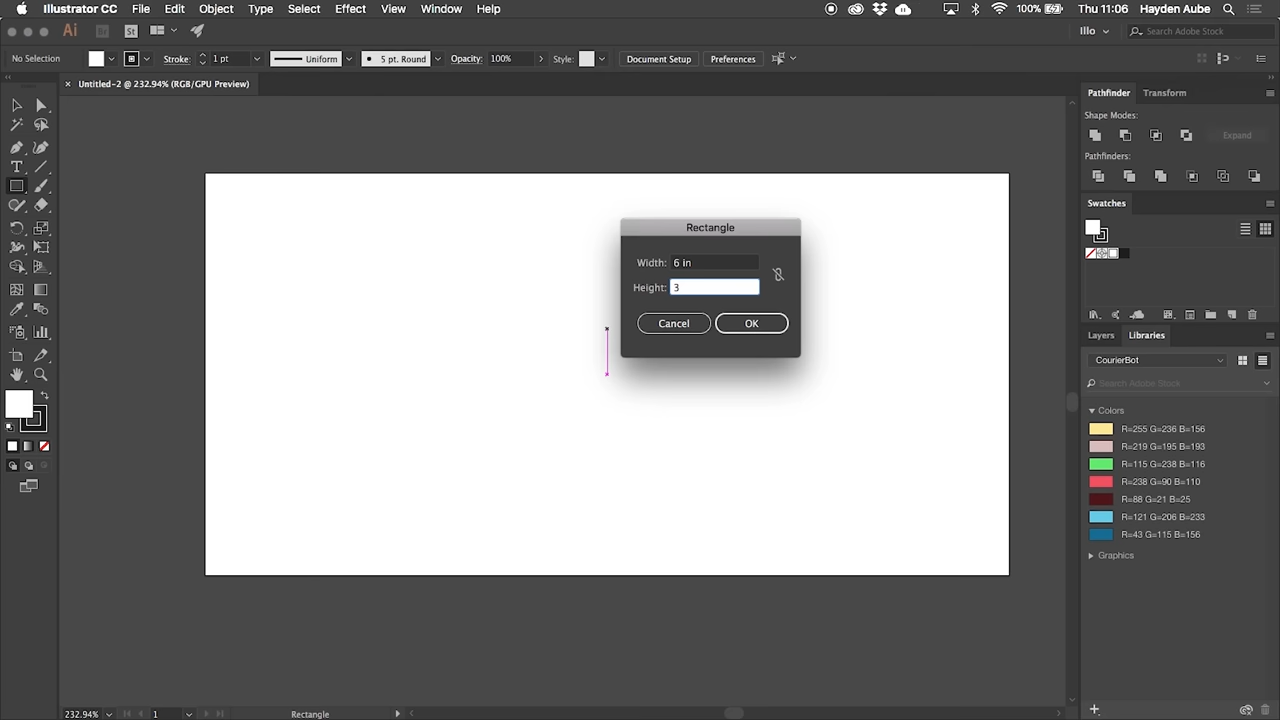 Illustrator CC File Edit Object Type Select Effect View Window Help 100% Thu 11:06 Hayden Aube
Ai Br St Illo Search Adobe Stock
No Selection Stroke: 1 pt Uniform 5 pt. Round Opacity: 100% Style: Document Setup Preferences
× Untitled-2 @ 232.94% (RGB/GPU Preview)
Pathfinder Transform
Shape Modes:
Expand
Pathfinders:
Swatches
Rectangle
Width: 6 in
Height: 3
Cancel OK
Layers Libraries
CourierBot
Search Adobe Stock
Colors
R=255 G=236 B=156
R=219 G=195 B=193
R=115 G=238 B=116
R=238 G=90 B=110
R=88 G=21 B=25
R=121 G=206 B=233
R=43 G=115 B=156
Graphics
232.94% 1 Rectangle